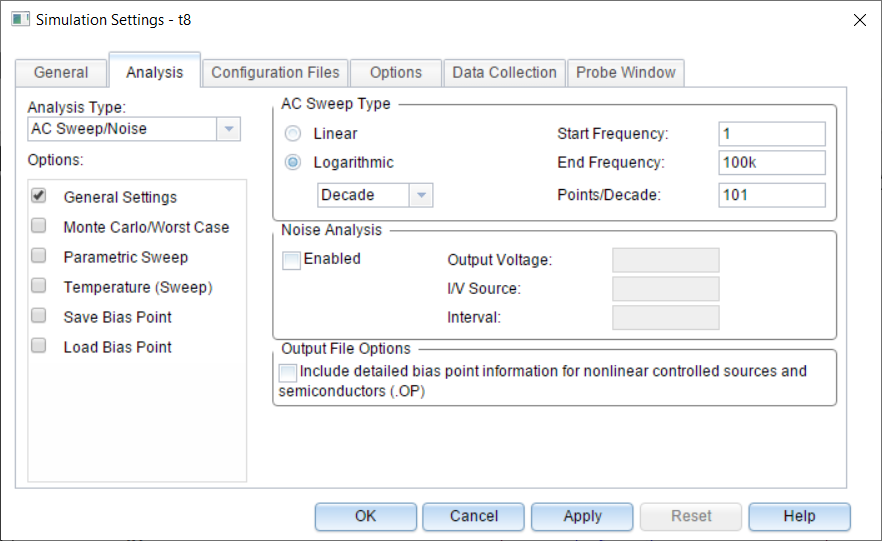 Simulation Settings - t8
General
Analysis
Configuration Files
Options
Data Collection
Probe Window
Analysis Type:
AC Sweep/Noise
Options:
General Settings
Monte Carlo/Worst Case
Parametric Sweep
Temperature (Sweep)
Save Bias Point
Load Bias Point
AC Sweep Type
Linear
Logarithmic
Decade
Start Frequency: 1
End Frequency: 100k
Points/Decade: 101
Noise Analysis
Enabled
Output Voltage:
I/V Source:
Interval:
Output File Options
Include detailed bias point information for nonlinear controlled sources and
semiconductors (.OP)
OK
Cancel
Apply
Reset
Help